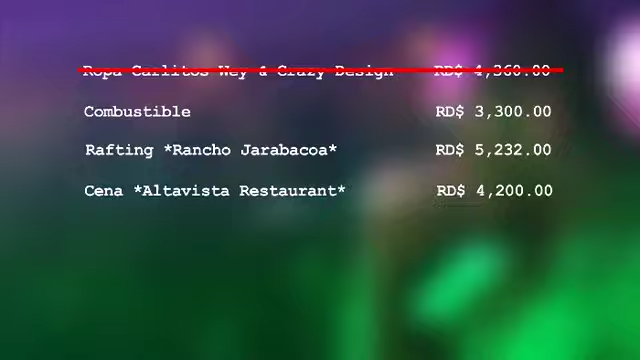 Ropa Carlitos Wey & Crazy Design RD$ 4,360.00
Combustible RD$ 3,300.00
Rafting *Rancho Jarabacoa* RD$ 5,232.00
Cena *Altavista Restaurant* RD$ 4,200.00